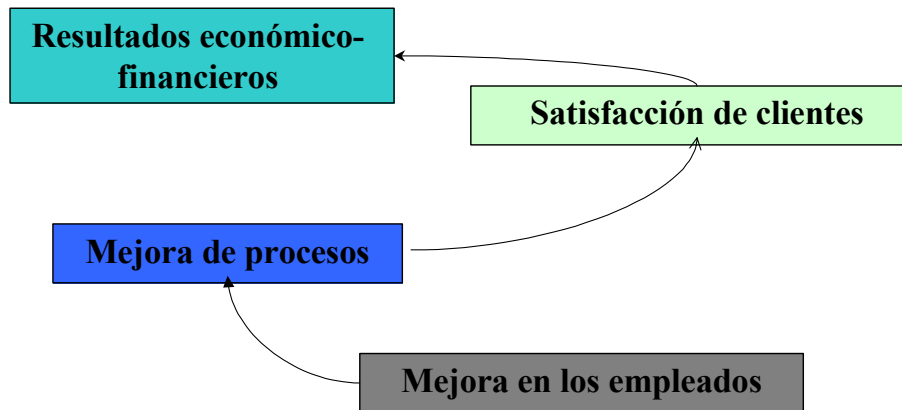 Resultados económico-
financieros
Satisfacción de clientes
Mejora de procesos
Mejora en los empleados